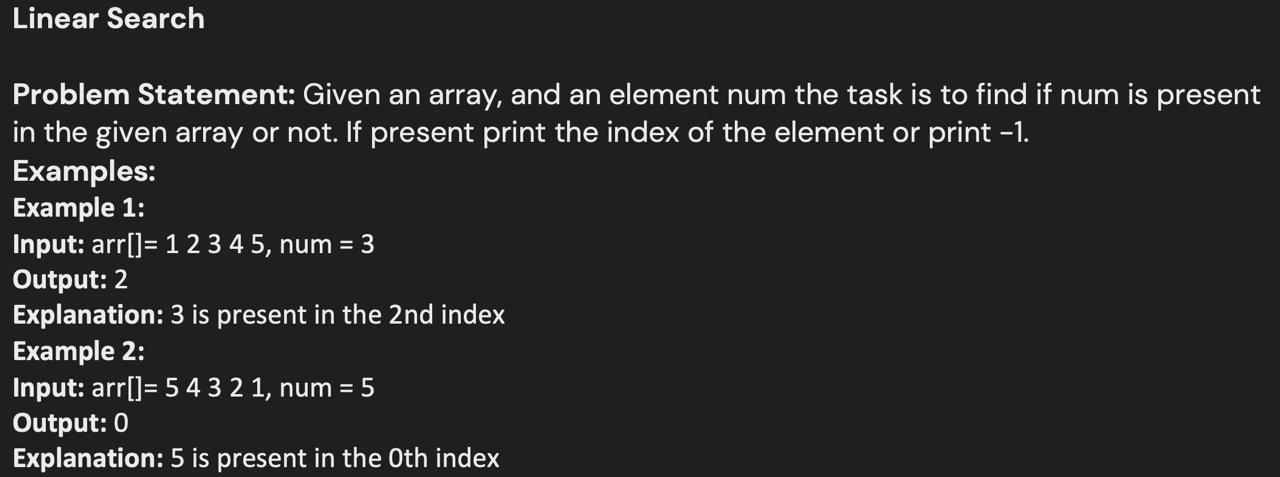 Linear Search
Problem Statement: Given an array, and an element num the task is to find if num is present
in the given array or not. If present print the index of the element or print -1.
Examples:
Example 1:
Input: arr[]= 1 2 3 4 5, num = 3
Output: 2
Explanation: 3 is present in the 2nd index
Example 2:
Input: arr[]= 5 4 3 2 1, num = 5
Output: 0
Explanation: 5 is present in the 0th index